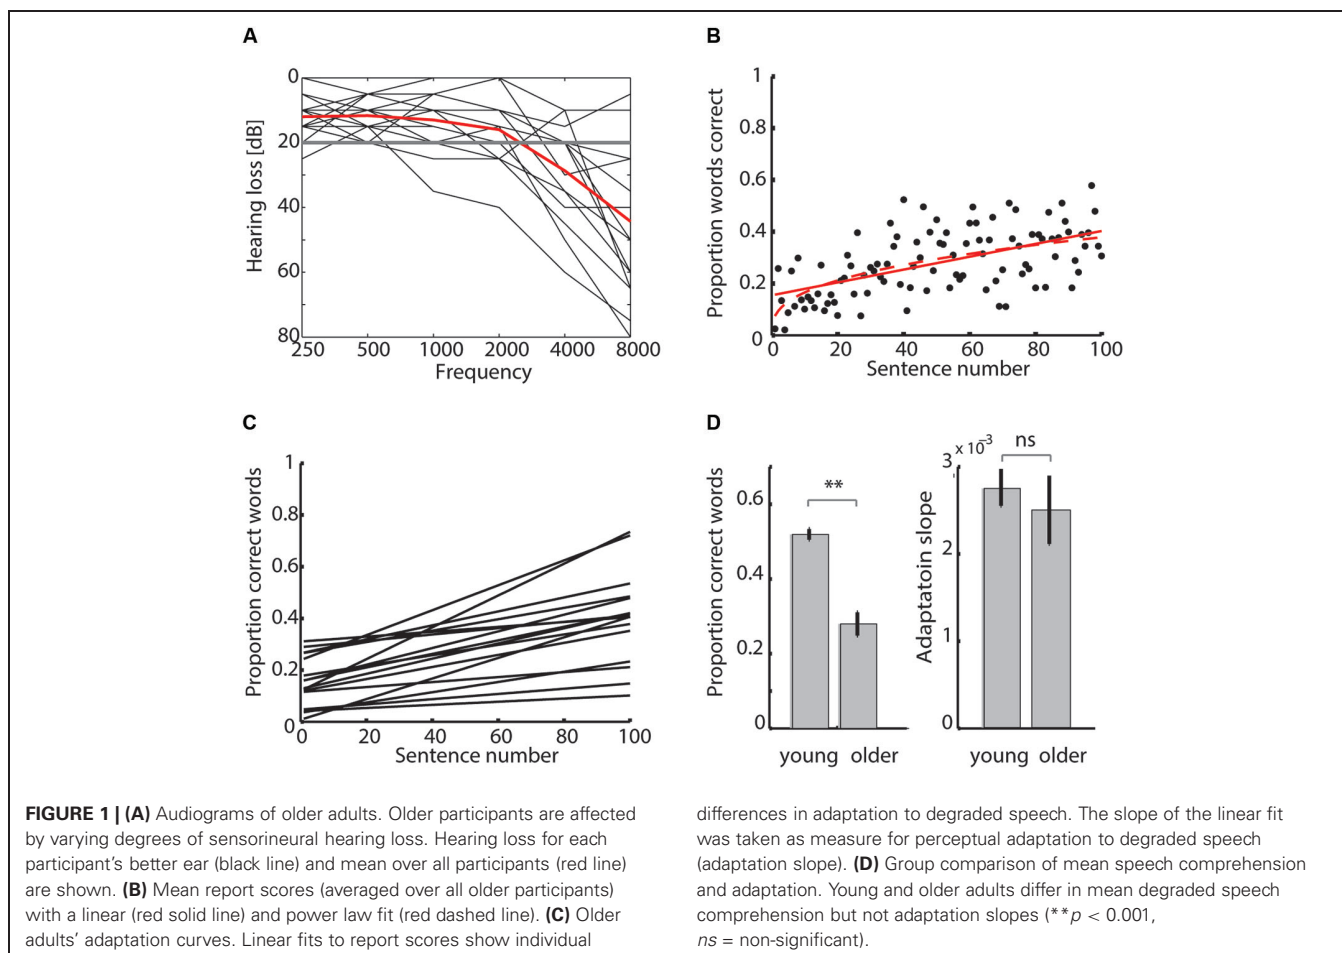 A
0
20
40
60
80
Hearing loss [dB]
250 500 1000 2000 4000 8000
Frequency
B
1
0.8
0.6
0.4
0.2
0
Proportion words correct
0 20 40 60 80 100
Sentence number
C
1
0.8
0.6
0.4
0.2
0
Proportion correct words
0 20 40 60 80 100
Sentence number
D
0.6
0.4
0.2
0
Proportion correct words
**
young older
3 x 10⁻³
2
1
0
Adaptatoin slope
ns
young older
FIGURE 1 | (A) Audiograms of older adults. Older participants are affected
by varying degrees of sensorineural hearing loss. Hearing loss for each
participant's better ear (black line) and mean over all participants (red line)
are shown. (B) Mean report scores (averaged over all older participants)
with a linear (red solid line) and power law fit (red dashed line). (C) Older
adults' adaptation curves. Linear fits to report scores show individual
differences in adaptation to degraded speech. The slope of the linear fit
was taken as measure for perceptual adaptation to degraded speech
(adaptation slope). (D) Group comparison of mean speech comprehension
and adaptation. Young and older adults differ in mean degraded speech
comprehension but not adaptation slopes (**p < 0.001,
ns = non-significant).